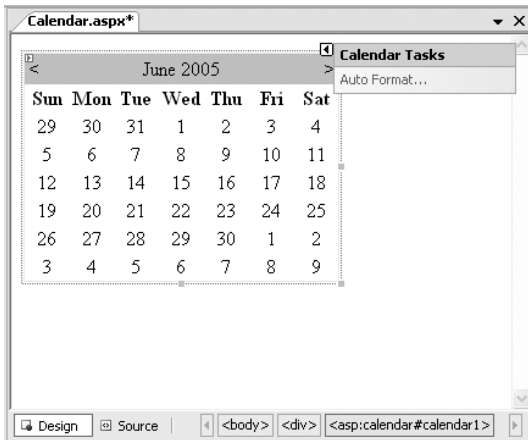 Calendar.aspx*
Calendar Tasks
Auto Format...
< June 2005 >
Sun Mon Tue Wed Thu Fri Sat
29 30 31 1 2 3 4
5 6 7 8 9 10 11
12 13 14 15 16 17 18
19 20 21 22 23 24 25
26 27 28 29 30 1 2
3 4 5 6 7 8 9
Design Source <body> <div> <asp:calendar#calendar1>